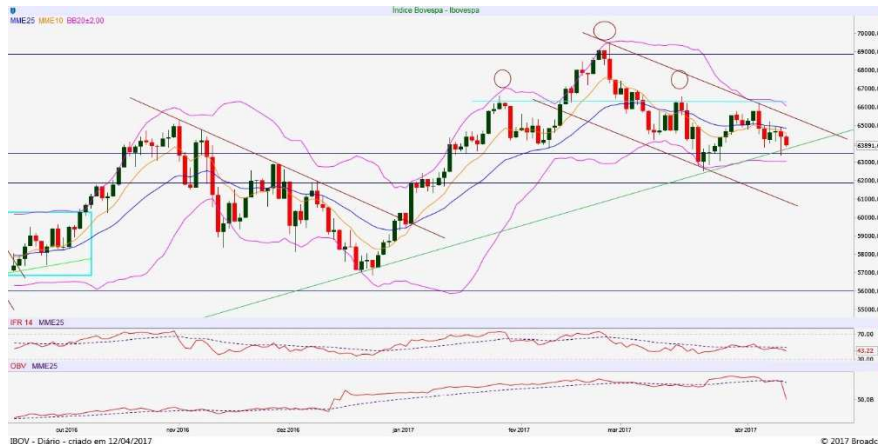 Índice Bovespa - Ibovespa
MME25 MME10 BB20±2,00
70000.
69000.
68000.
67000.
66000.
65000.
63891.
63000.
62000.
61000.
60000.
59000.
58000.
57000.
56000.
55000.
IFR 14 MME25
70.00
43.22
30.00
OBV MME25
50.0B
out 2016 nov 2016 dez 2016 jan 2017 fev 2017 mar 2017 abr 2017
IBOV - Diário - criado em 12/04/2017
© 2017 Broadc